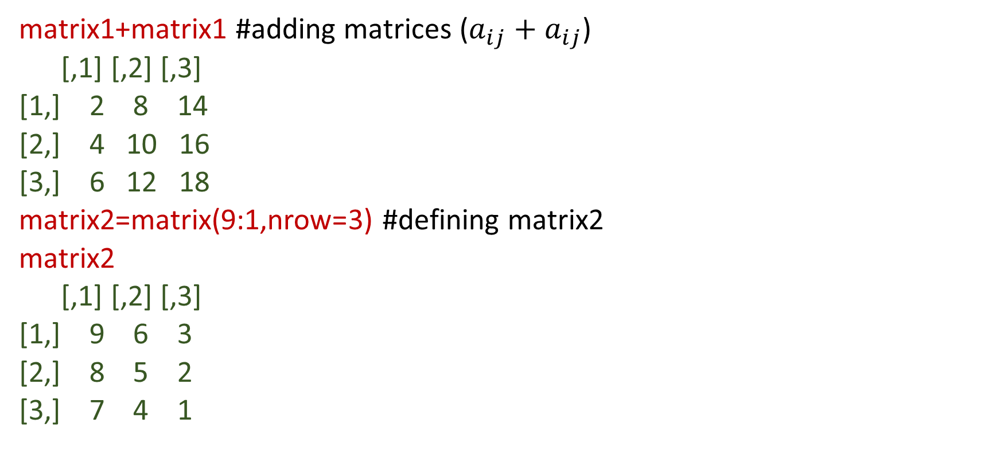 matrix1+matrix1 #adding matrices (𝑎𝑖𝑗 + 𝑎𝑖𝑗)
[,1] [,2] [,3]
[1,] 2 8 14
[2,] 4 10 16
[3,] 6 12 18
matrix2=matrix(9:1,nrow=3) #defining matrix2
matrix2
[,1] [,2] [,3]
[1,] 9 6 3
[2,] 8 5 2
[3,] 7 4 1